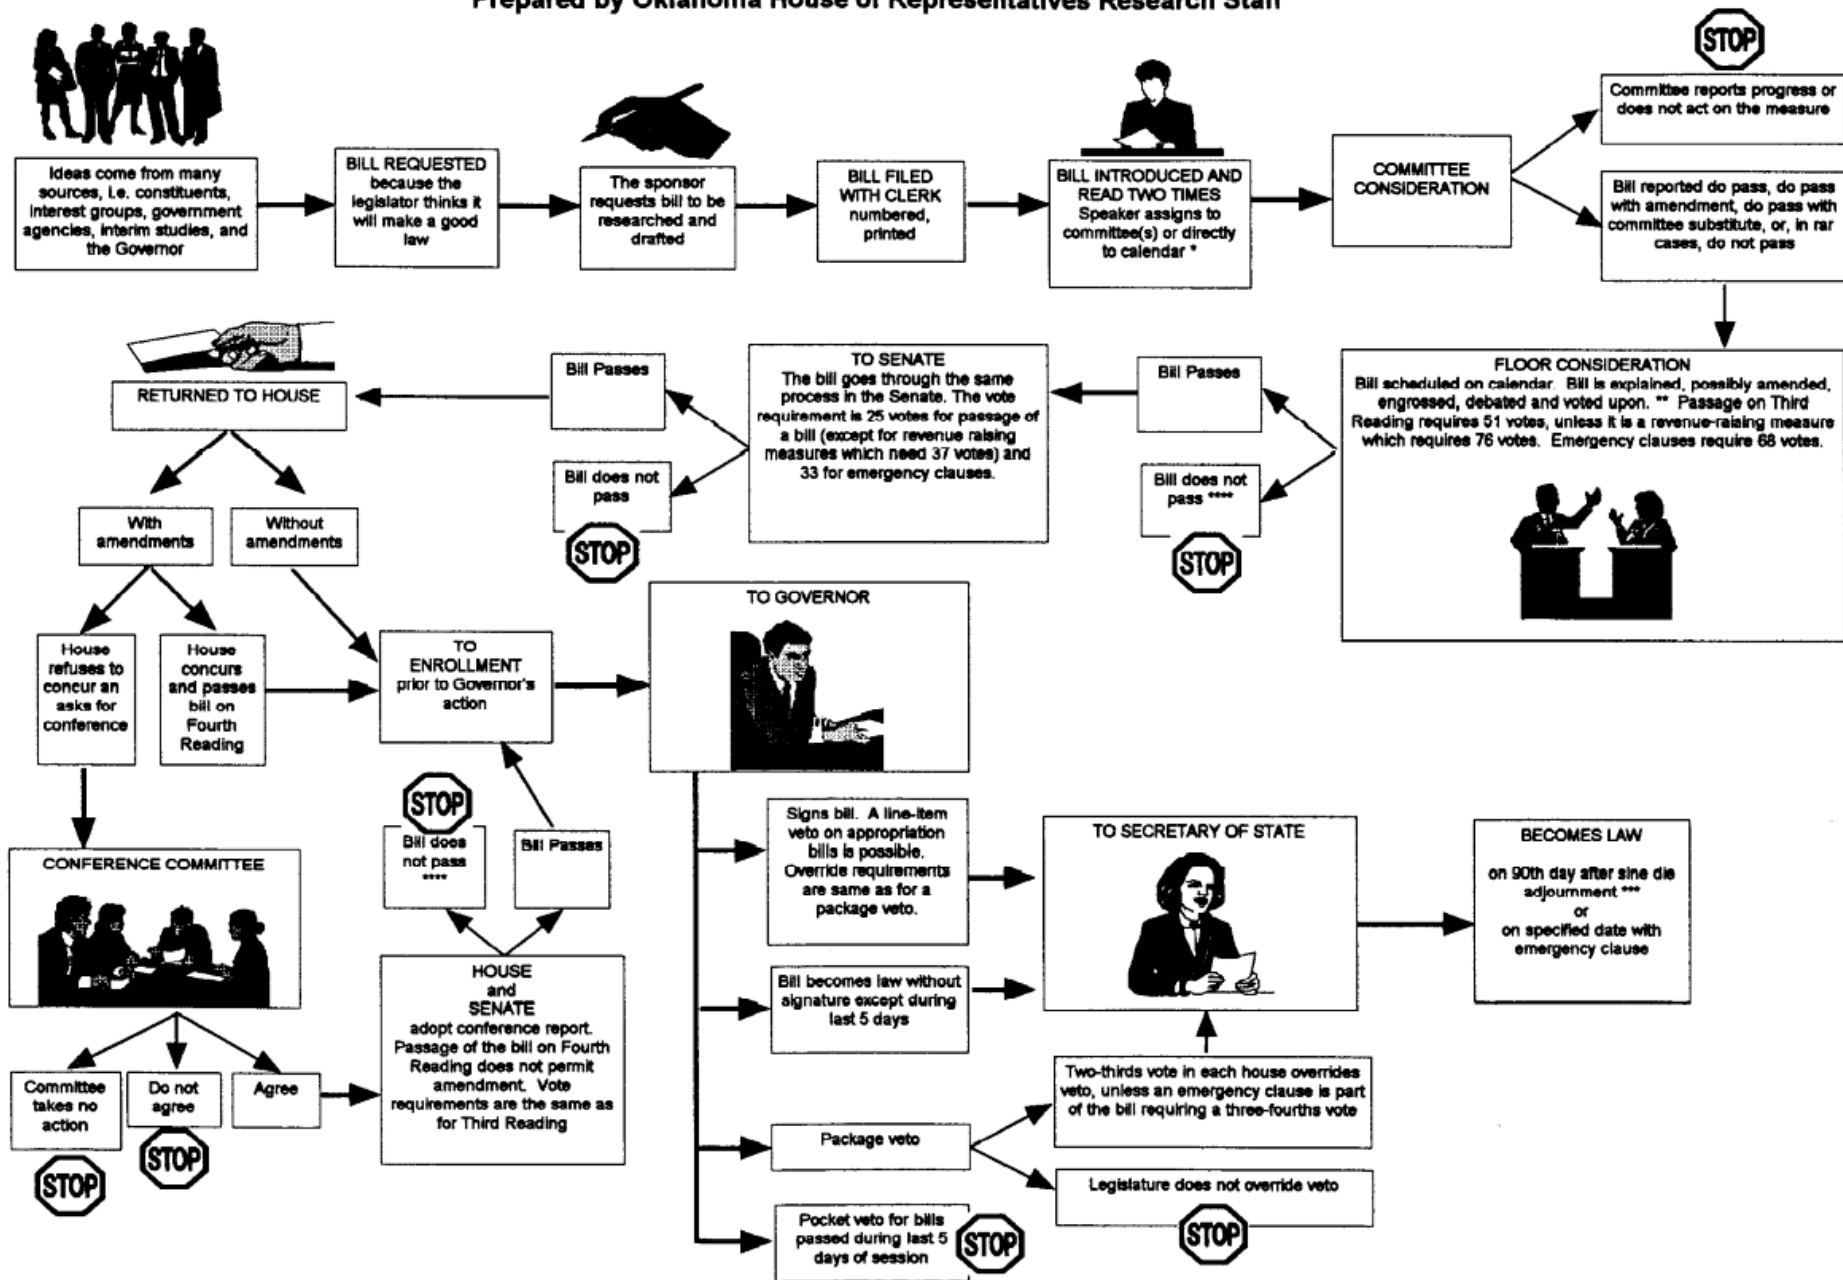 Prepared by Oklahoma House of Representatives Research Staff
STOP
Committee reports progress or
does not act on the measure
Ideas come from many
sources, i.e. constituents,
interest groups, government
agencies, interim studies, and
the Governor
BILL REQUESTED
because the
legislator thinks it
will make a good
law
The sponsor
requests bill to be
researched and
drafted
BILL FILED
WITH CLERK
numbered,
printed
BILL INTRODUCED AND
READ TWO TIMES
Speaker assigns to
committee(s) or directly
to calendar *
COMMITTEE
CONSIDERATION
Bill reported do pass, do pass
with amendment, do pass with
committee substitute, or, in rar
cases, do not pass
FLOOR CONSIDERATION
Bill scheduled on calendar. Bill is explained, possibly amended,
engrossed, debated and voted upon. ** Passage on Third
Reading requires 51 votes, unless it is a revenue-raising measure
which requires 76 votes. Emergency clauses require 68 votes.
Bill Passes
Bill does not
pass ****
STOP
TO SENATE
The bill goes through the same
process in the Senate. The vote
requirement is 25 votes for passage of
a bill (except for revenue raising
measures which need 37 votes) and
33 for emergency clauses.
Bill Passes
Bill does not
pass
STOP
RETURNED TO HOUSE
With
amendments
Without
amendments
House
refuses to
concur an
asks for
conference
House
concurs
and passes
bill on
Fourth
Reading
TO
ENROLLMENT
prior to Governor's
action
TO GOVERNOR
STOP
Bill does
not pass
****
Bill Passes
CONFERENCE COMMITTEE
Committee
takes no
action
STOP
Do not
agree
STOP
Agree
HOUSE
and
SENATE
adopt conference report.
Passage of the bill on Fourth
Reading does not permit
amendment. Vote
requirements are the same as
for Third Reading
Signs bill. A line-item
veto on appropriation
bills is possible.
Override requirements
are same as for a
package veto.
Bill becomes law without
signature except during
last 5 days
Package veto
Pocket veto for bills
passed during last 5
days of session
STOP
TO SECRETARY OF STATE
Two-thirds vote in each house overrides
veto, unless an emergency clause is part
of the bill requiring a three-fourths vote
Legislature does not override veto
STOP
BECOMES LAW
on 90th day after sine die
adjournment ***
or
on specified date with
emergency clause